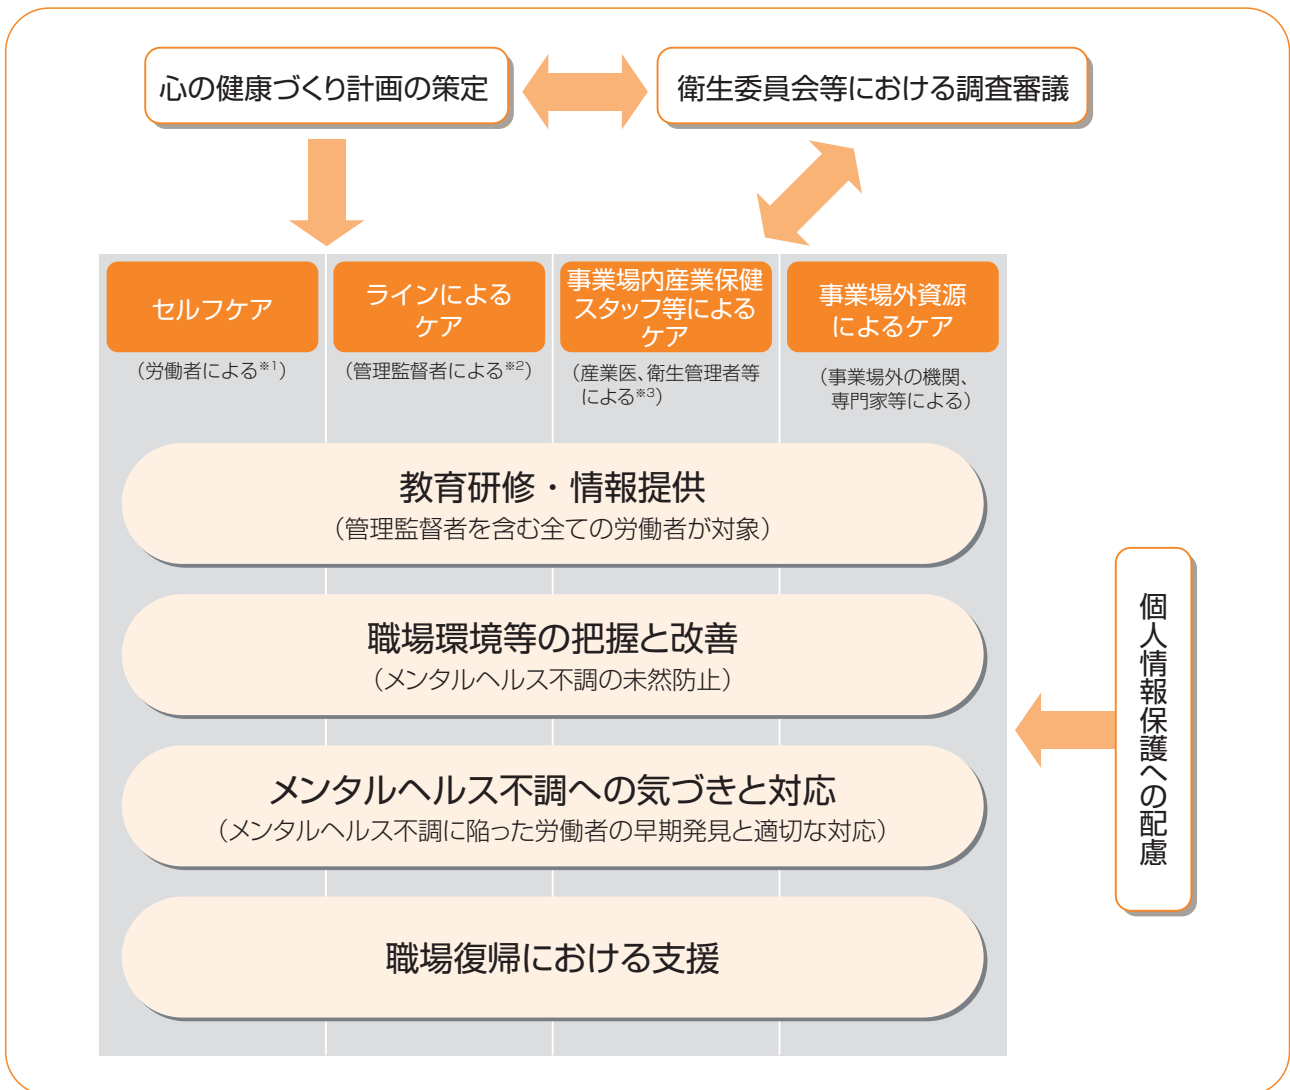 心の健康づくり計画の策定
衛生委員会等における調査審議
セルフケア
(労働者による※1)
ラインによる
ケア
(管理監督者による※2)
事業場内産業保健
スタッフ等による
ケア
(産業医、衛生管理者等
による※3)
事業場外資源
によるケア
(事業場外の機関、
専門家等による)
教育研修・情報提供
(管理監督者を含む全ての労働者が対象)
職場環境等の把握と改善
(メンタルヘルス不調の未然防止)
メンタルヘルス不調への気づきと対応
(メンタルヘルス不調に陥った労働者の早期発見と適切な対応)
職場復帰における支援
個人情報保護への配慮